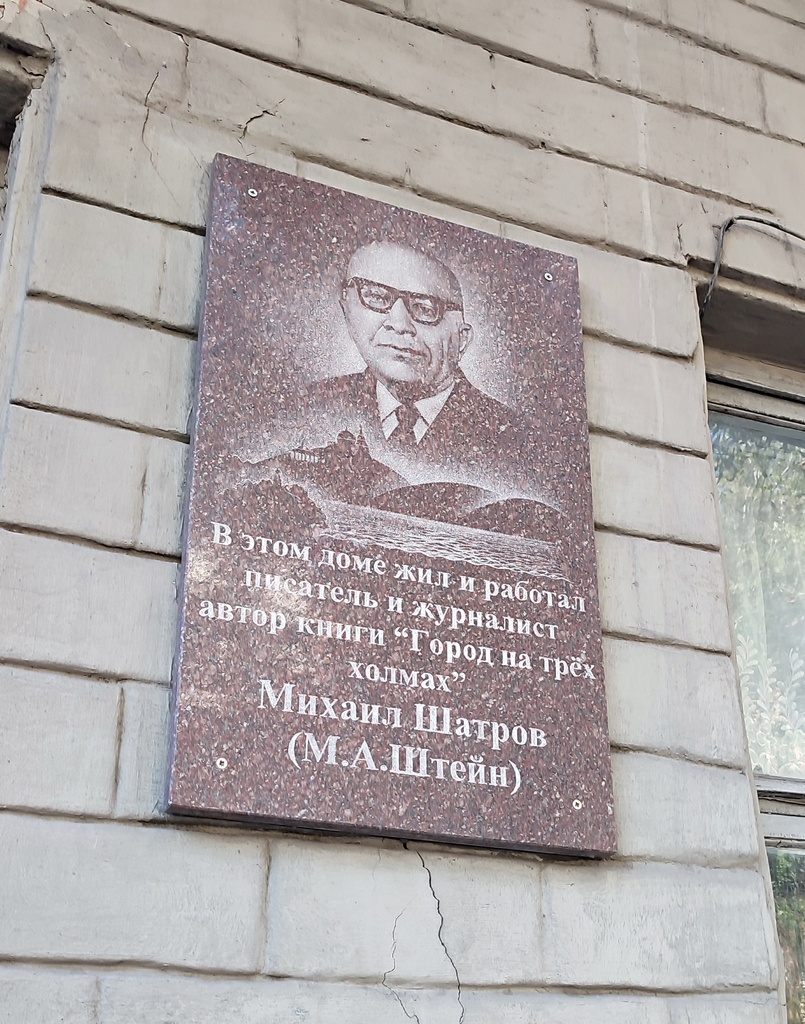 В этом доме жил и работал
писатель и журналист
автор книги “Город на трёх
холмах”
Михаил Шатров
(М.А.Штейн)